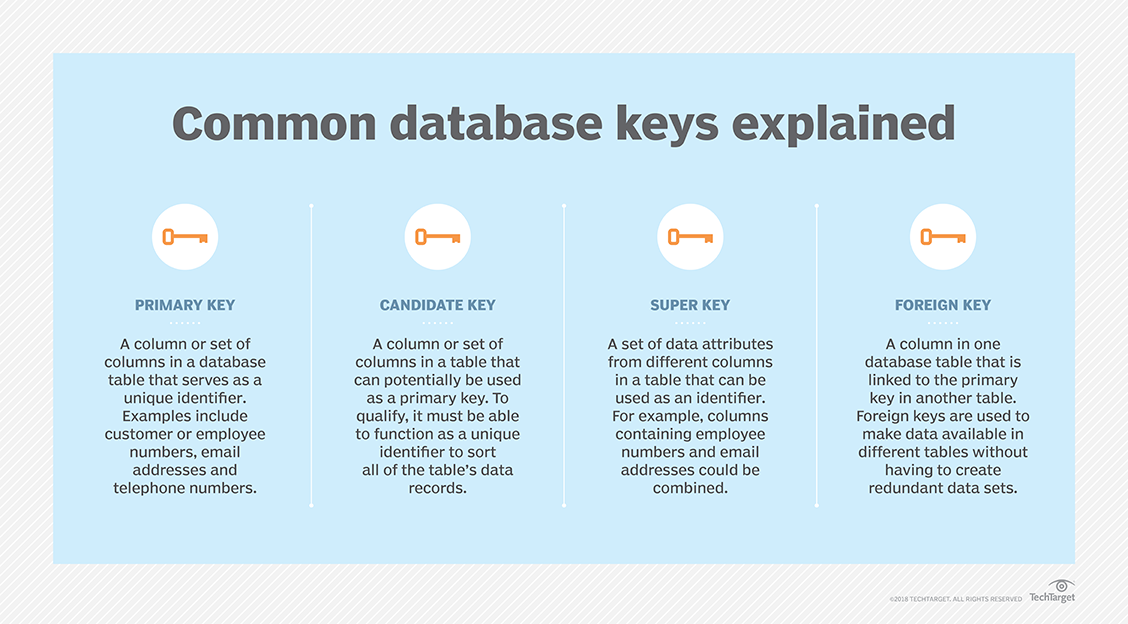 Common database keys explained
PRIMARY KEY
A column or set of
columns in a database
table that serves as a
unique identifier.
Examples include
customer or employee
numbers, email
addresses and
telephone numbers.
CANDIDATE KEY
A column or set of
columns in a table that
can potentially be used
as a primary key. To
qualify, it must be able
to function as a unique
identifier to sort
all of the table's data
records.
SUPER KEY
A set of data attributes
from different columns
in a table that can be
used as an identifier.
For example, columns
containing employee
numbers and email
addresses could be
combined.
FOREIGN KEY
A column in one
database table that is
linked to the primary
key in another table.
Foreign keys are used to
make data available in
different tables without
having to create
redundant data sets.
©2018 TECHTARGET. ALL RIGHTS RESERVED
TechTarget